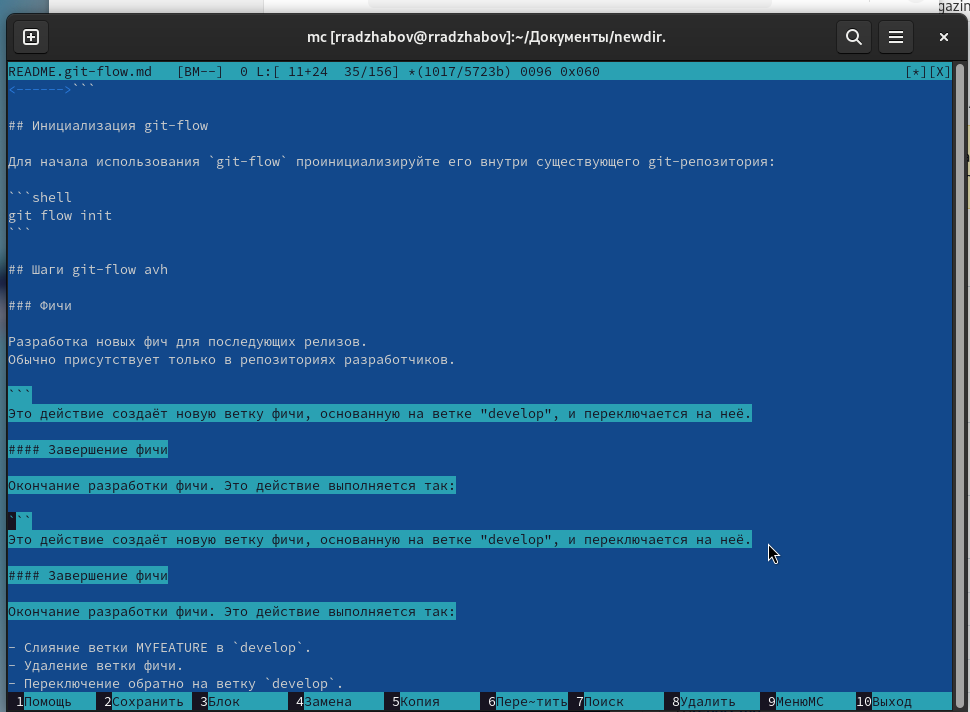 gazin
mc [rradzhabov@rradzhabov]:~/Документы/newdir.
README.git-flow.md   [BM--]  0 L:[ 11+24  35/156] *(1017/5723b) 0096 0x060   [*][X]
<------>```
## Инициализация git-flow
Для начала использования `git-flow` проинициализируйте его внутри существующего git-репозитория:
```shell
git flow init
```
## Шаги git-flow avh
### Фичи
Разработка новых фич для последующих релизов.
Обычно присутствует только в репозиториях разработчиков.
```
Это действие создаёт новую ветку фичи, основанную на ветке "develop", и переключается на неё.
#### Завершение фичи
Окончание разработки фичи. Это действие выполняется так:
```
Это действие создаёт новую ветку фичи, основанную на ветке "develop", и переключается на неё.
#### Завершение фичи
Окончание разработки фичи. Это действие выполняется так:
- Слияние ветки MYFEATURE в `develop`.
- Удаление ветки фичи.
- Переключение обратно на ветку `develop`.
1Помощь 2Сохранить 3Блок 4Замена 5Копия 6Пере~тить 7Поиск 8Удалить 9МенюМС 10Выход